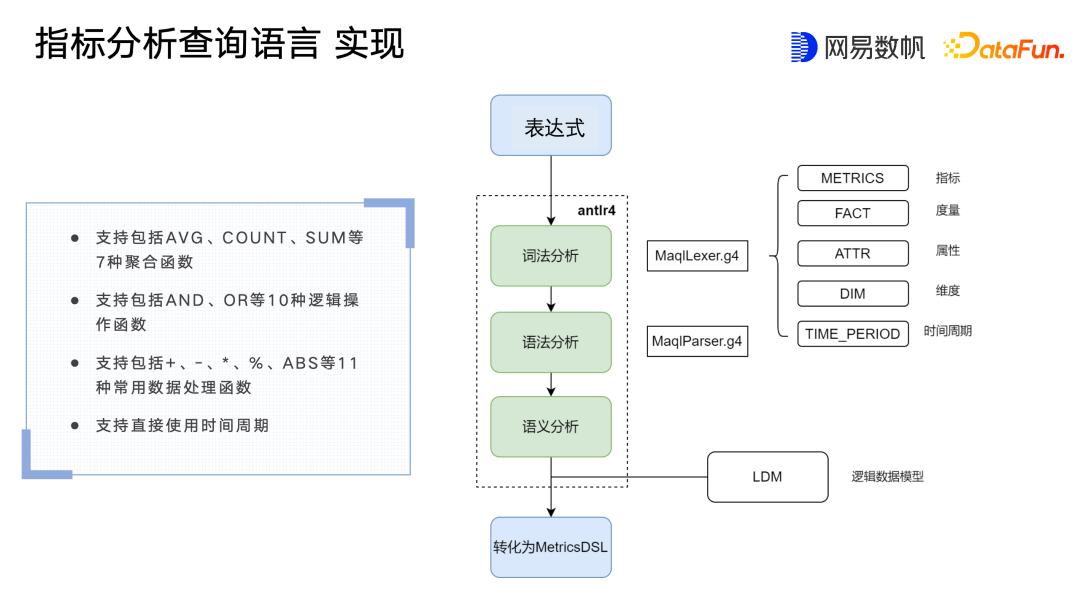 指标分析查询语言 实现
网易数帆
DataFun.
支持包括AVG、COUNT、SUM等
7种聚合函数
支持包括AND、OR等10种逻辑操
作函数
支持包括+、-、*、%、ABS等11
种常用数据处理函数
支持直接使用时间周期
表达式
antlr4
词法分析
MaqlLexer.g4
语法分析
MaqlParser.g4
语义分析
METRICS
指标
FACT
度量
ATTR
属性
DIM
维度
TIME_PERIOD
时间周期
LDM
逻辑数据模型
转化为MetricsDSL